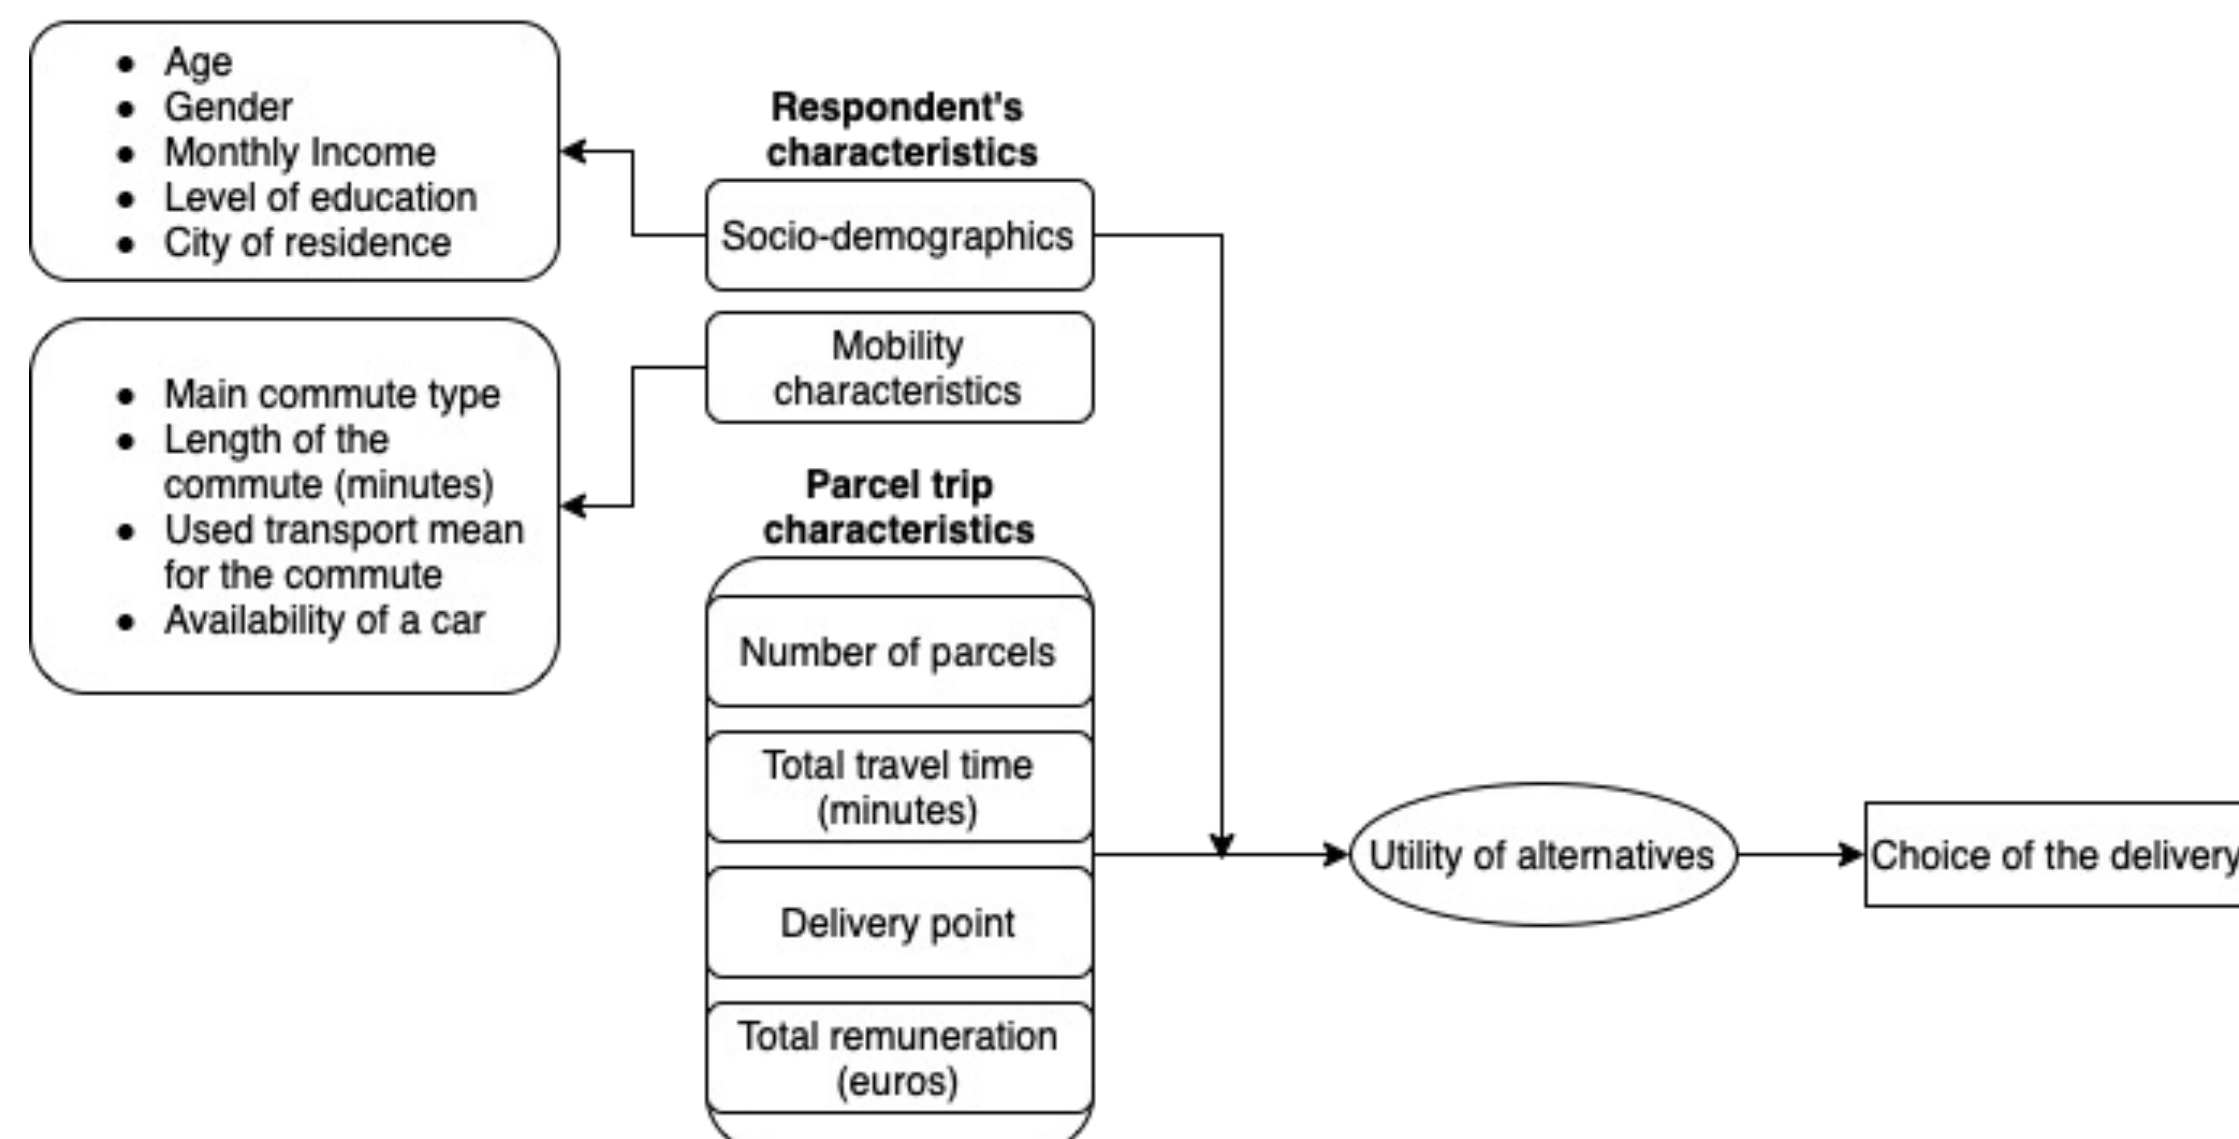 ● Age
● Gender
● Monthly Income
● Level of education
● City of residence
● Main commute type
● Length of the
commute (minutes)
● Used transport mean
for the commute
● Availability of a car
Respondent's
characteristics
Socio-demographics
Mobility
characteristics
Parcel trip
characteristics
Number of parcels
Total travel time
(minutes)
Delivery point
Total remuneration
(euros)
Utility of alternatives
Choice of the delivery